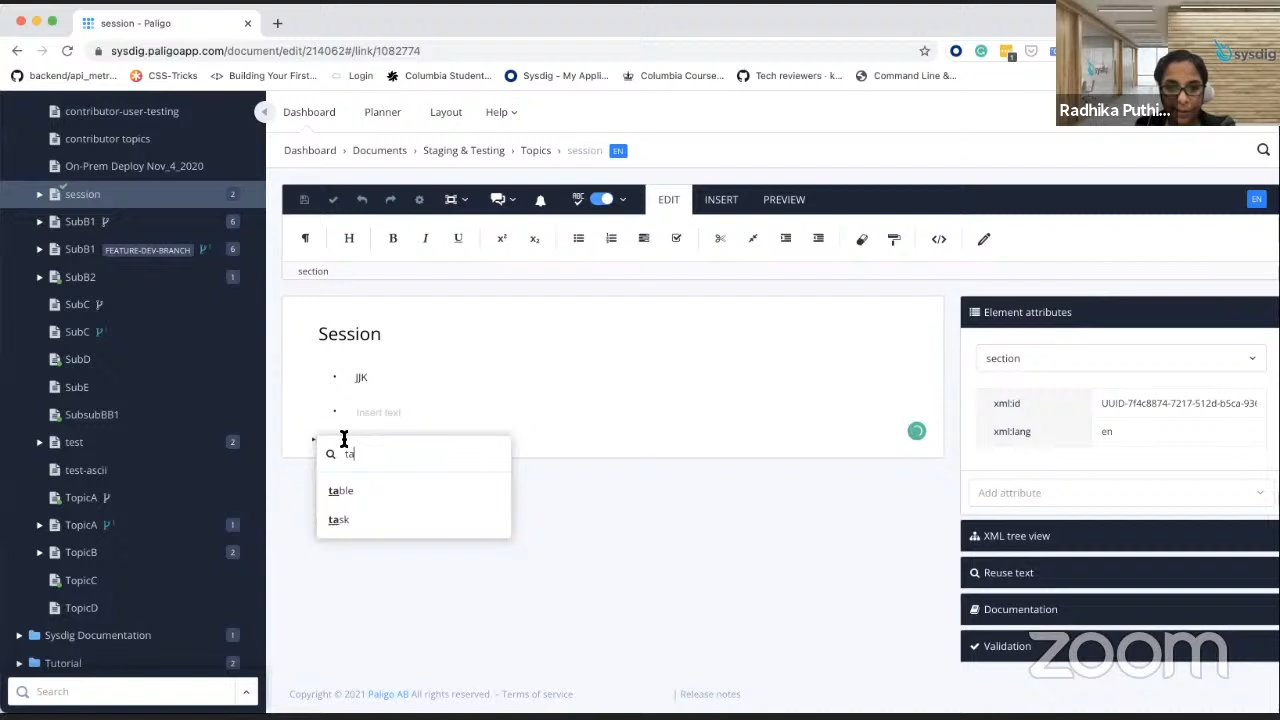 session – Paligo
sysdig.paligoapp.com/document/edit/214062#/link/1082774
backend/api_metr...
CSS-Tricks
Building Your First...
Login
Columbia Student...
Sysdig - My Appli...
Columbia Course...
Tech reviewers - k...
Command Line &...
sysdig
sysdig
Radhika Puthi...
contributor-user-testing
contributor topics
On-Prem Deploy Nov_4_2020
session 2
SubB1 6
SubB1 FEATURE-DEV-BRANCH 6
SubB2 1
SubC
SubC
SubD
SubE
SubsubBB1
test 2
test-ascii
TopicA
TopicA 1
TopicB 2
TopicC
TopicD
Sysdig Documentation 1
Tutorial 2
Search
Dashboard Planner Layout Help
Dashboard › Documents › Staging & Testing › Topics › session EN
ABC EDIT INSERT PREVIEW EN
¶ H B I U x² x₂
section
Session
• JJK
• Insert text
ta
table
task
Element attributes
section
xml:id UUID-7f4c8874-7217-512d-b5ca-93
xml:lang en
Add attribute
XML tree view
Reuse text
Documentation
Validation
zoom
Copyright © 2021 Paligo AB All rights reserved. – Terms of service | Release notes